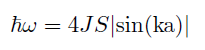 ℏω = 4JS|sin(ka)|